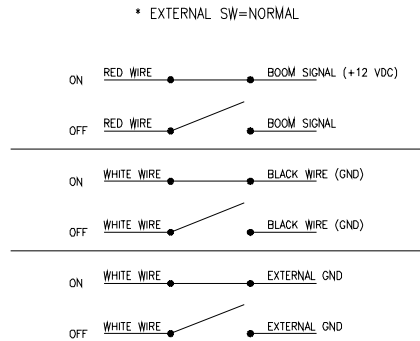 * EXTERNAL SW=NORMAL
ON RED WIRE BOOM SIGNAL (+12 VDC)
OFF RED WIRE BOOM SIGNAL
ON WHITE WIRE BLACK WIRE (GND)
OFF WHITE WIRE BLACK WIRE (GND)
ON WHITE WIRE EXTERNAL GND
OFF WHITE WIRE EXTERNAL GND